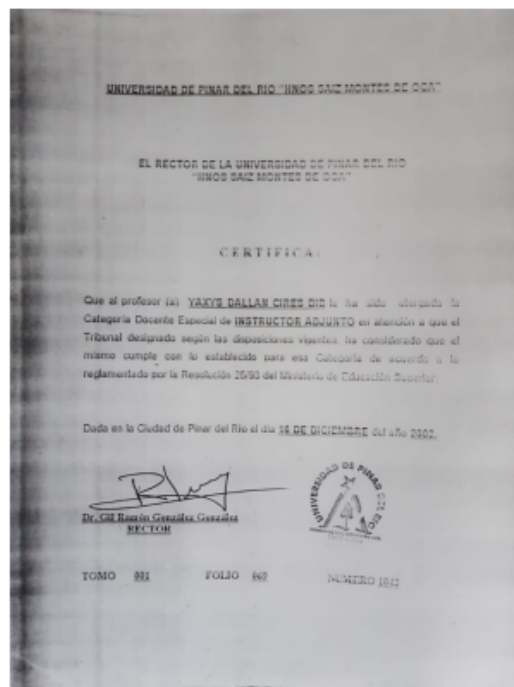 UNIVERSIDAD DE PINAR DEL RIO "HNOS SAIZ MONTES DE OCA"
EL RECTOR DE LA UNIVERSIDAD DE PINAR DEL RIO
"HNOS SAIZ MONTES DE OCA"
CERTIFICA:
Que al profesor (a) YAXYS DALLAN CIRES DIS le ha sido otorgada la
Categoría Docente Especial de INSTRUCTOR ADJUNTO en atención a que el
Tribunal designado según las disposiciones vigentes, ha considerado que el
mismo cumple con lo establecido para esa Categoría de acuerdo a lo
reglamentado por la Resolución 25/93 del Ministerio de Educación Superior.
Dada en la Ciudad de Pinar del Río el día DE DICIEMBRE del año 2002.
Dr. Gil Ramón González González
RECTOR
UNIVERSIDAD DE PINAR DEL RIO
TOMO 001 FOLIO NUMERO